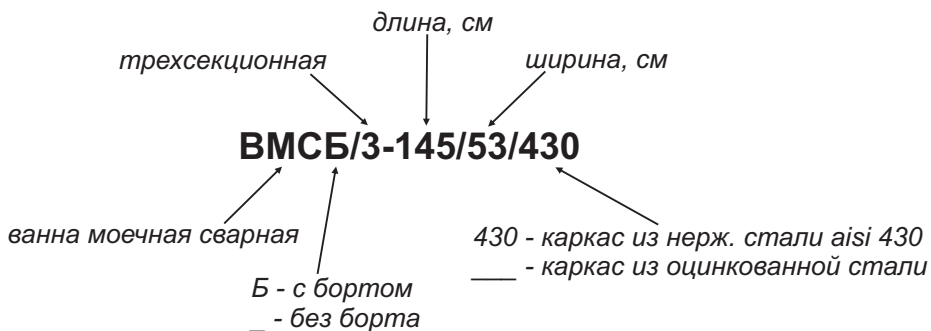 длина, см
трехсекционная
ширина, см
ВМСБ/3-145/53/430
ванна моечная сварная
430 - каркас из нерж. стали aisi 430
___ - каркас из оцинкованной стали
Б - с бортом
_ - без борта